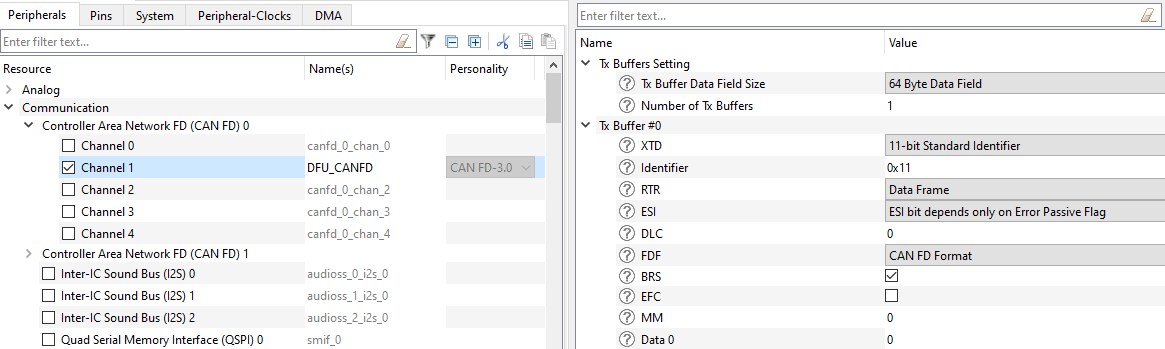 Peripherals Pins System Peripheral-Clocks DMA
Enter filter text...
Resource Name(s) Personality
Analog
Communication
Controller Area Network FD (CAN FD) 0
Channel 0 canfd_0_chan_0
Channel 1 DFU_CANFD CAN FD-3.0
Channel 2 canfd_0_chan_2
Channel 3 canfd_0_chan_3
Channel 4 canfd_0_chan_4
Controller Area Network FD (CAN FD) 1
Inter-IC Sound Bus (I2S) 0 audioss_0_i2s_0
Inter-IC Sound Bus (I2S) 1 audioss_1_i2s_0
Inter-IC Sound Bus (I2S) 2 audioss_2_i2s_0
Quad Serial Memory Interface (QSPI) 0 smif_0
Enter filter text...
Name Value
Tx Buffers Setting
? Tx Buffer Data Field Size 64 Byte Data Field
? Number of Tx Buffers 1
Tx Buffer #0
? XTD 11-bit Standard Identifier
? Identifier 0x11
? RTR Data Frame
? ESI ESI bit depends only on Error Passive Flag
? DLC 0
? FDF CAN FD Format
? BRS
? EFC
? MM 0
? Data 0 0